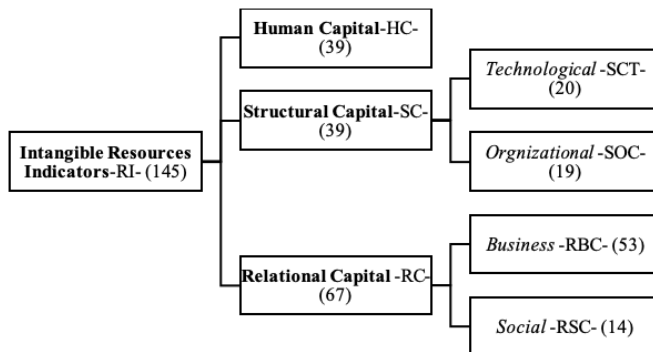 Human Capital-HC-
(39)
Technological -SCT-
(20)
Structural Capital-SC-
(39)
Intangible Resources
Indicators-RI- (145)
Orgnizational -SOC-
(19)
Business -RBC- (53)
Relational Capital -RC-
(67)
Social -RSC- (14)